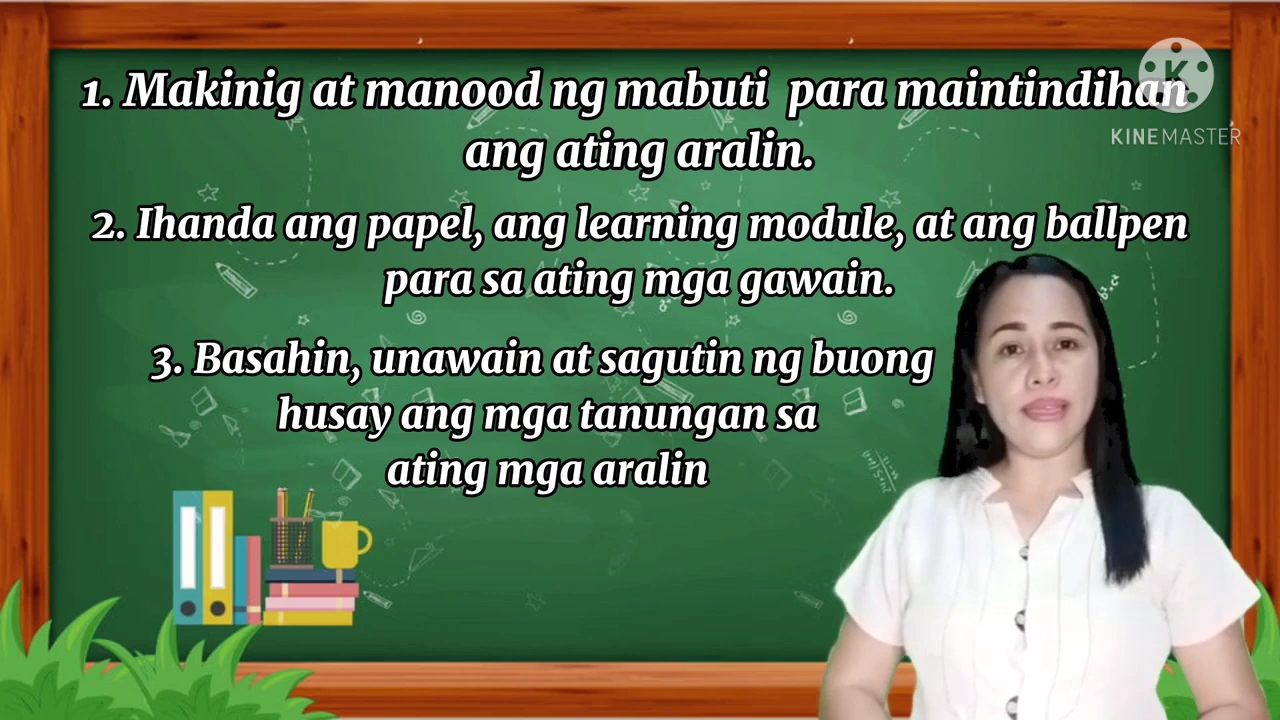 1. Makinig at manood ng mabuti para maintindihan
ang ating aralin.
KINEMASTER
2. Ihanda ang papel, ang learning module, at ang ballpen
para sa ating mga gawain.
3. Basahin, unawain at sagutin ng buong
husay ang mga tanungan sa
ating mga aralin